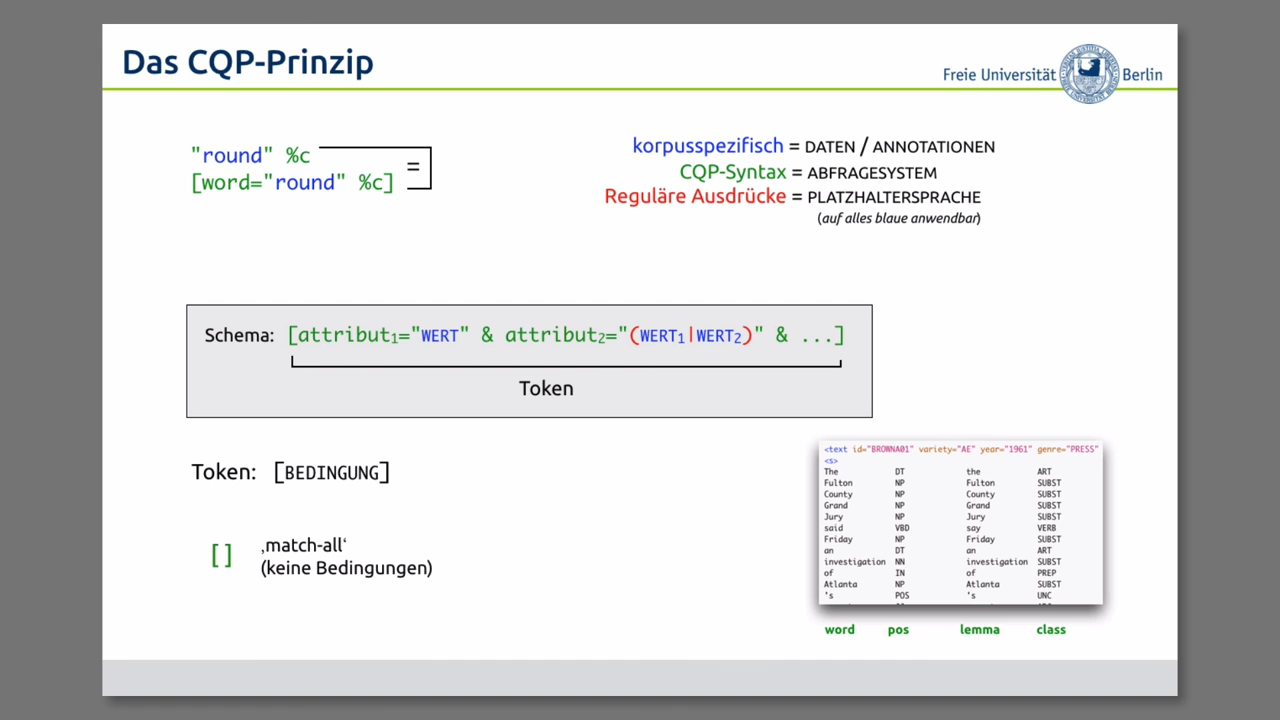 Das CQP-Prinzip
Freie Universität Berlin
"round" %c
[word="round" %c]
=
korpusspezifisch = DATEN / ANNOTATIONEN
CQP-Syntax = ABFRAGESYSTEM
Reguläre Ausdrücke = PLATZHALTERSPRACHE
(auf alles blaue anwendbar)
Schema: [attribut₁="WERT" & attribut₂="(WERT₁|WERT₂)" & ...]
Token
Token: [BEDINGUNG]
[] ‚match-all‘
(keine Bedingungen)
<text id="BROWNA01" variety="AE" year="1961" genre="PRESS"
<s>
The DT the ART
Fulton NP Fulton SUBST
County NP County SUBST
Grand NP Grand SUBST
Jury NP Jury SUBST
said VBD say VERB
Friday NP Friday SUBST
an DT an ART
investigation NN investigation SUBST
of IN of PREP
Atlanta NP Atlanta SUBST
's POS 's UNC
word pos lemma class